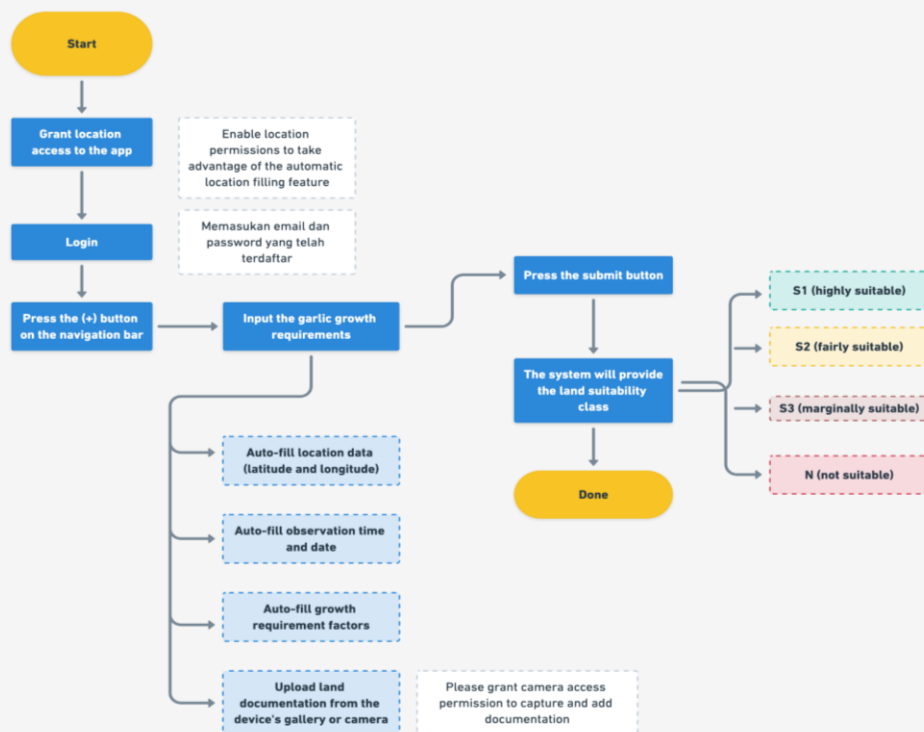 Start
Grant location
access to the app
Enable location
permissions to take
advantage of the automatic
location filling feature
Login
Memasukan email dan
password yang telah
terdaftar
Press the (+) button
on the navigation bar
Input the garlic growth
requirements
Auto-fill location data
(latitude and longitude)
Auto-fill observation time
and date
Auto-fill growth
requirement factors
Upload land
documentation from the
device's gallery or camera
Please grant camera access
permission to capture and add
documentation
Press the submit button
The system will provide
the land suitability
class
Done
S1 (highly suitable)
S2 (fairly suitable)
S3 (marginally suitable)
N (not suitable)